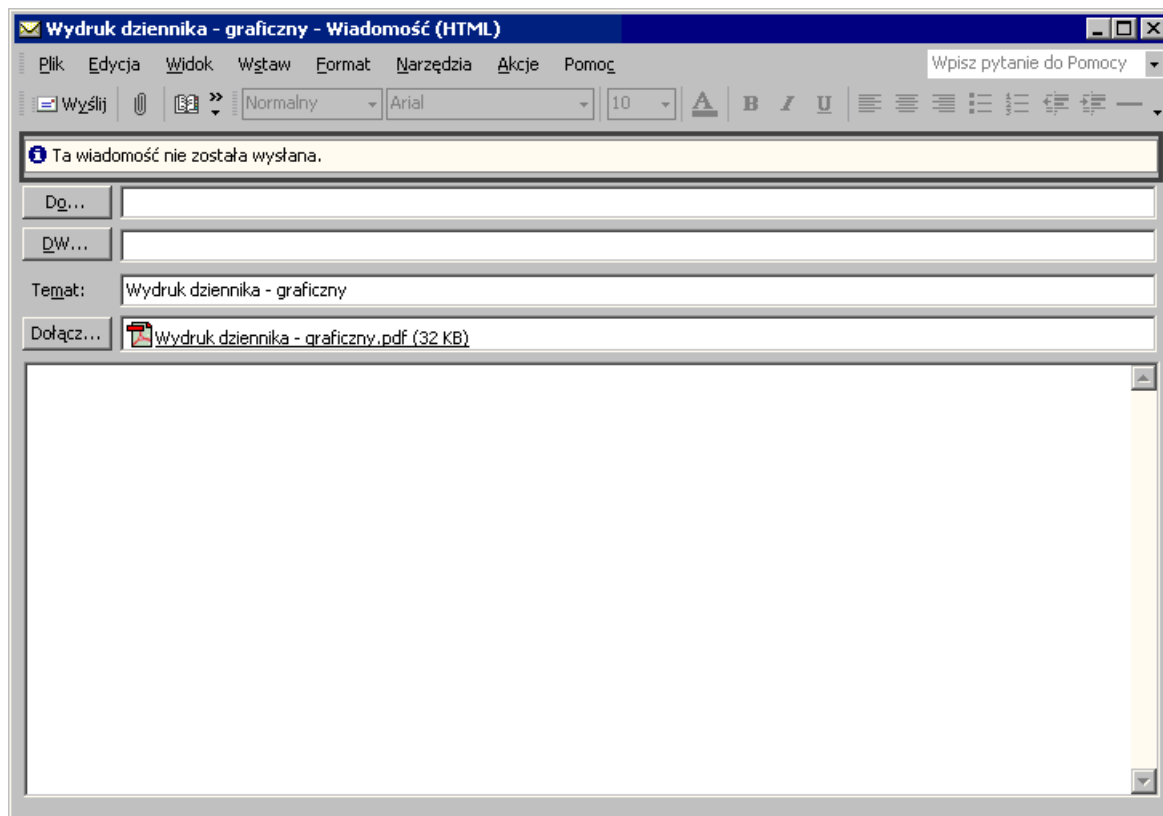 Wydruk dziennika - graficzny - Wiadomość (HTML)
Plik Edycja Widok Wstaw Format Narzędzia Akcje Pomoc Wpisz pytanie do Pomocy
Wyślij Normalny Arial 10 A B I U
Ta wiadomość nie została wysłana.
Do...
DW...
Temat: Wydruk dziennika - graficzny
Dołącz... Wydruk dziennika - graficzny.pdf (32 KB)